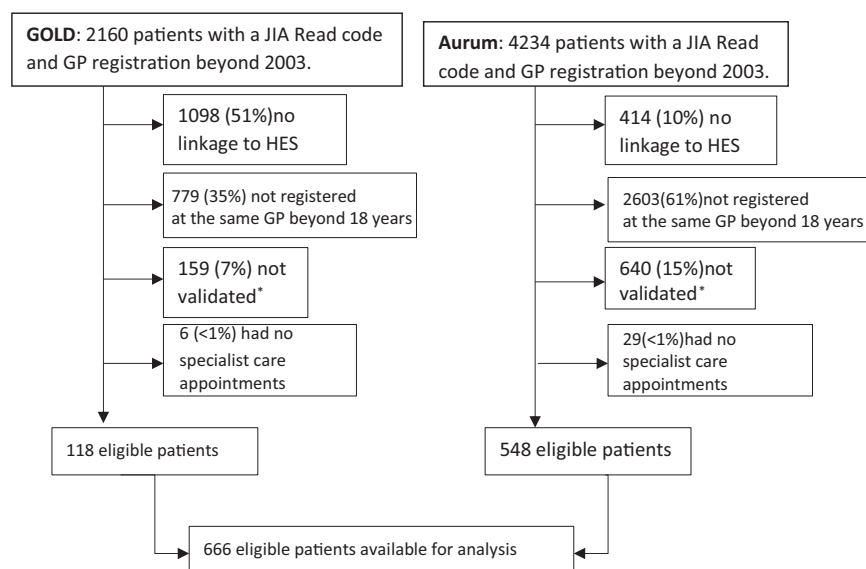 GOLD: 2160 patients with a JIA Read code
and GP registration beyond 2003.
1098 (51%)no
linkage to HES
779 (35%) not registered
at the same GP beyond 18 years
159 (7%) not
validated*
6 (<1%) had no
specialist care
appointments
118 eligible patients
Aurum: 4234 patients with a JIA Read
code and GP registration beyond 2003.
414 (10%) no
linkage to HES
2603(61%)not registered
at the same GP beyond 18 years
640 (15%)not
validated*
29(<1%)had no
specialist care
appointments
548 eligible patients
666 eligible patients available for analysis